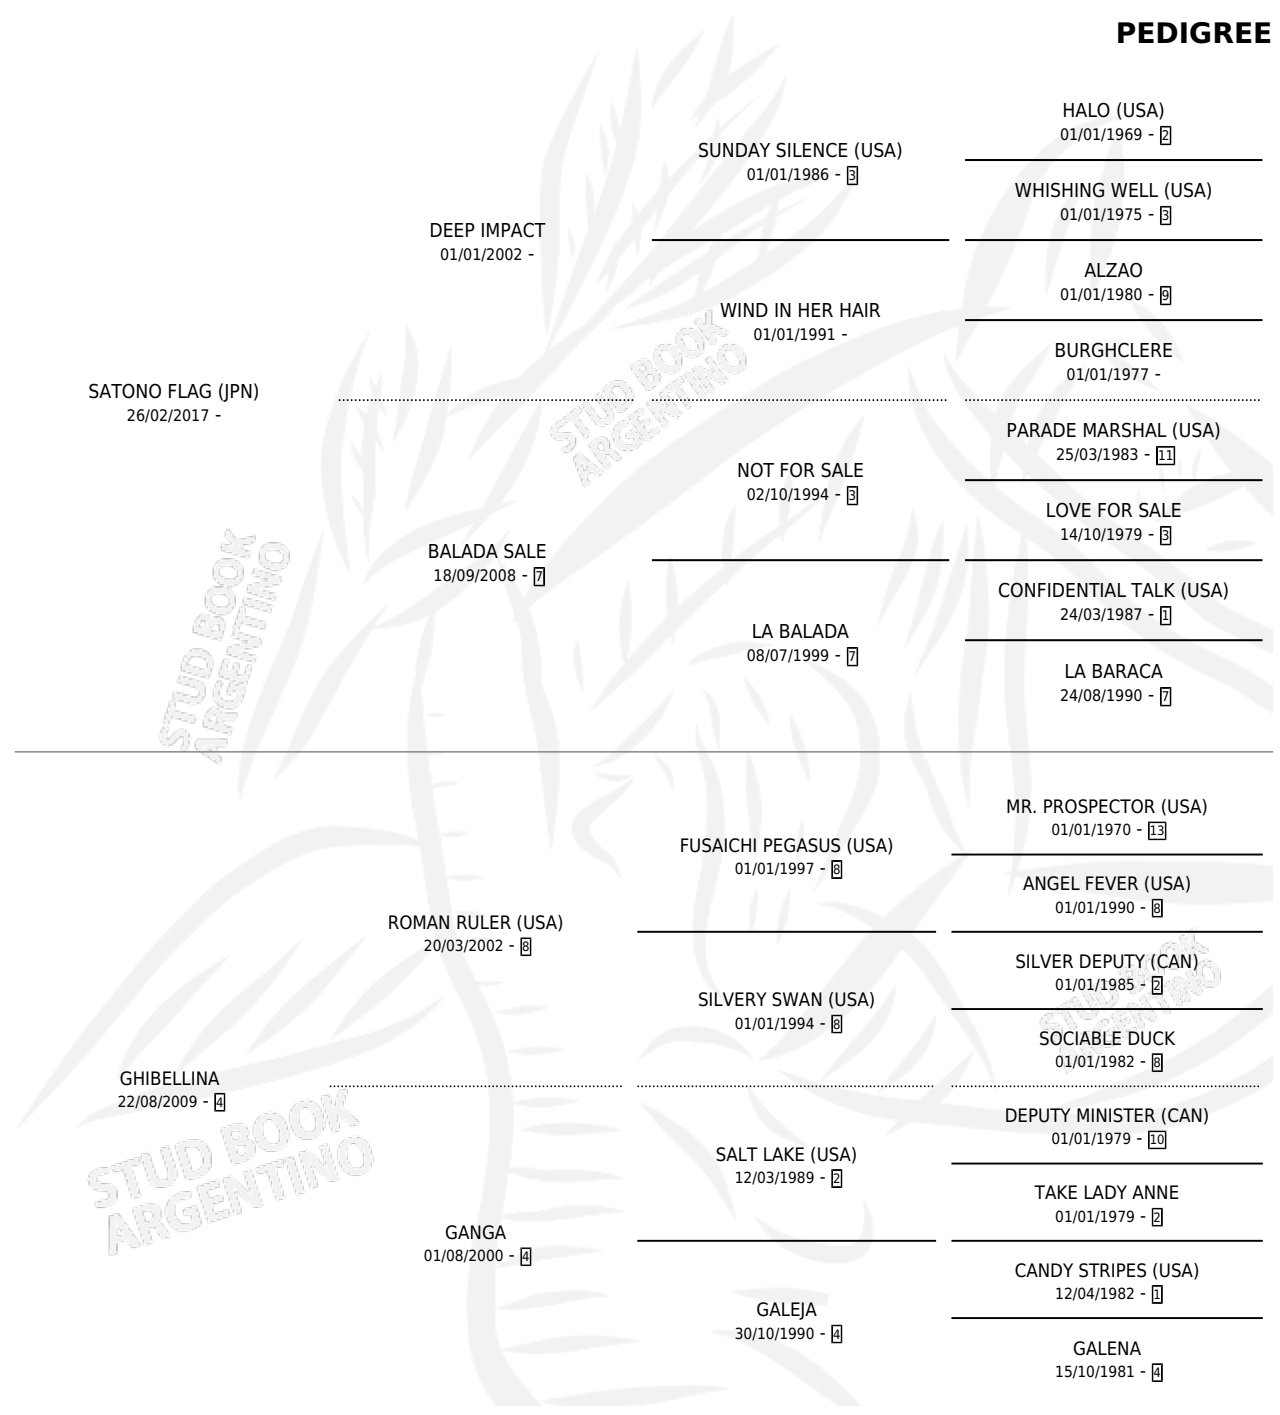 PEDIGREE
HALO (USA)
01/01/1969 - 2
SUNDAY SILENCE (USA)
01/01/1986 - 3
WHISHING WELL (USA)
01/01/1975 - 3
DEEP IMPACT
01/01/2002 -
ALZAO
01/01/1980 - 9
WIND IN HER HAIR
01/01/1991 -
BURGHCLERE
01/01/1977 -
SATONO FLAG (JPN)
26/02/2017 -
STUD BOOK
ARGENTINO
PARADE MARSHAL (USA)
25/03/1983 - 11
NOT FOR SALE
02/10/1994 - 3
LOVE FOR SALE
14/10/1979 - 3
BALADA SALE
18/09/2008 - 7
CONFIDENTIAL TALK (USA)
24/03/1987 - 1
LA BALADA
08/07/1999 - 7
LA BARACA
24/08/1990 - 7
STUD BOOK
ARGENTINO
MR. PROSPECTOR (USA)
01/01/1970 - 13
FUSAICHI PEGASUS (USA)
01/01/1997 - 8
ANGEL FEVER (USA)
01/01/1990 - 8
ROMAN RULER (USA)
20/03/2002 - 8
SILVER DEPUTY (CAN)
01/01/1985 - 2
SILVERY SWAN (USA)
01/01/1994 - 8
STUD BOOK
ARGENTINO
SOCIABLE DUCK
01/01/1982 - 8
GHIBELLINA
22/08/2009 - 4
STUD BOOK
ARGENTINO
DEPUTY MINISTER (CAN)
01/01/1979 - 10
SALT LAKE (USA)
12/03/1989 - 2
TAKE LADY ANNE
01/01/1979 - 2
GANGA
01/08/2000 - 4
CANDY STRIPES (USA)
12/04/1982 - 1
GALEJA
30/10/1990 - 4
GALENA
15/10/1981 - 4